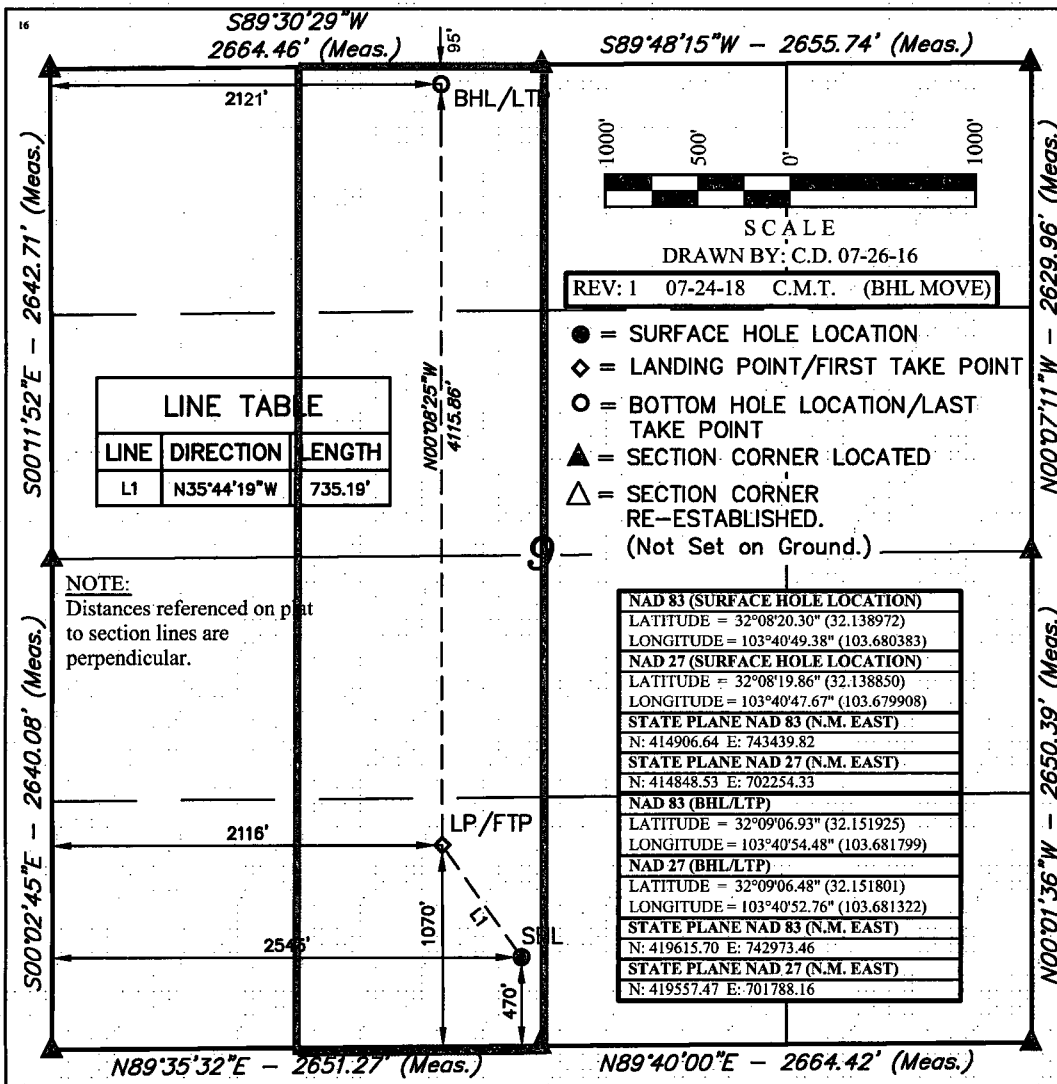 16
S89°30'29"W
2664.46' (Meas.)
95'
S89°48'15"W – 2655.74' (Meas.)
2121'
BHL/LTP
1000'
500'
0'
1000'
SCALE
DRAWN BY: C.D. 07-26-16
REV: 1 07-24-18 C.M.T. (BHL MOVE)
S00°11'52"E – 2642.71' (Meas.)
N00°07'11"W – 2629.96' (Meas.)
= SURFACE HOLE LOCATION
= LANDING POINT/FIRST TAKE POINT
= BOTTOM HOLE LOCATION/LAST
TAKE POINT
= SECTION CORNER LOCATED
= SECTION CORNER
RE-ESTABLISHED.
(Not Set on Ground.)
LINE TABLE
LINE DIRECTION LENGTH
L1 N35°44'19"W 735.19'
N00°08'25"W
4115.86'
9
NOTE:
Distances referenced on plat
to section lines are
perpendicular.
NAD 83 (SURFACE HOLE LOCATION)
LATITUDE = 32°08'20.30" (32.138972)
LONGITUDE = 103°40'49.38" (103.680383)
NAD 27 (SURFACE HOLE LOCATION)
LATITUDE = 32°08'19.86" (32.138850)
LONGITUDE = 103°40'47.67" (103.679908)
STATE PLANE NAD 83 (N.M. EAST)
N: 414906.64 E: 743439.82
STATE PLANE NAD 27 (N.M. EAST)
N: 414848.53 E: 702254.33
NAD 83 (BHL/LTP)
LATITUDE = 32°09'06.93" (32.151925)
LONGITUDE = 103°40'54.48" (103.681799)
NAD 27 (BHL/LTP)
LATITUDE = 32°09'06.48" (32.151801)
LONGITUDE = 103°40'52.76" (103.681322)
STATE PLANE NAD 83 (N.M. EAST)
N: 419615.70 E: 742973.46
STATE PLANE NAD 27 (N.M. EAST)
N: 419557.47 E: 701788.16
S00°02'45"E – 2640.08' (Meas.)
N00°01'36"W – 2650.39' (Meas.)
2116'
LP/FTP
L1
1070'
SHL
2545'
470'
N89°35'32"E – 2651.27' (Meas.)
N89°40'00"E – 2664.42' (Meas.)